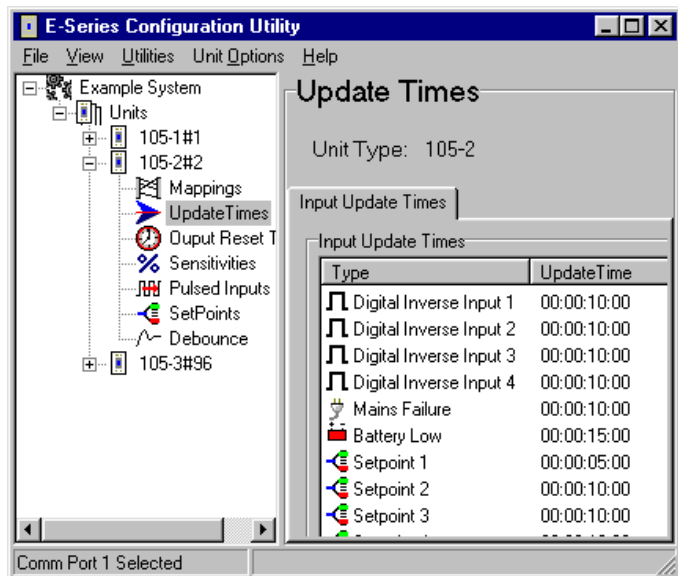 E-Series Configuration Utility
File View Utilities Unit Options Help
Example System
Units
105-1#1
105-2#2
Mappings
UpdateTimes
Ouput Reset T
Sensitivities
Pulsed Inputs
SetPoints
Debounce
105-3#96
Update Times
Unit Type: 105-2
Input Update Times
Input Update Times
Type UpdateTime
Digital Inverse Input 1 00:00:10:00
Digital Inverse Input 2 00:00:10:00
Digital Inverse Input 3 00:00:10:00
Digital Inverse Input 4 00:00:10:00
Mains Failure 00:00:10:00
Battery Low 00:00:15:00
Setpoint 1 00:00:05:00
Setpoint 2 00:00:10:00
Setpoint 3 00:00:10:00
Comm Port 1 Selected